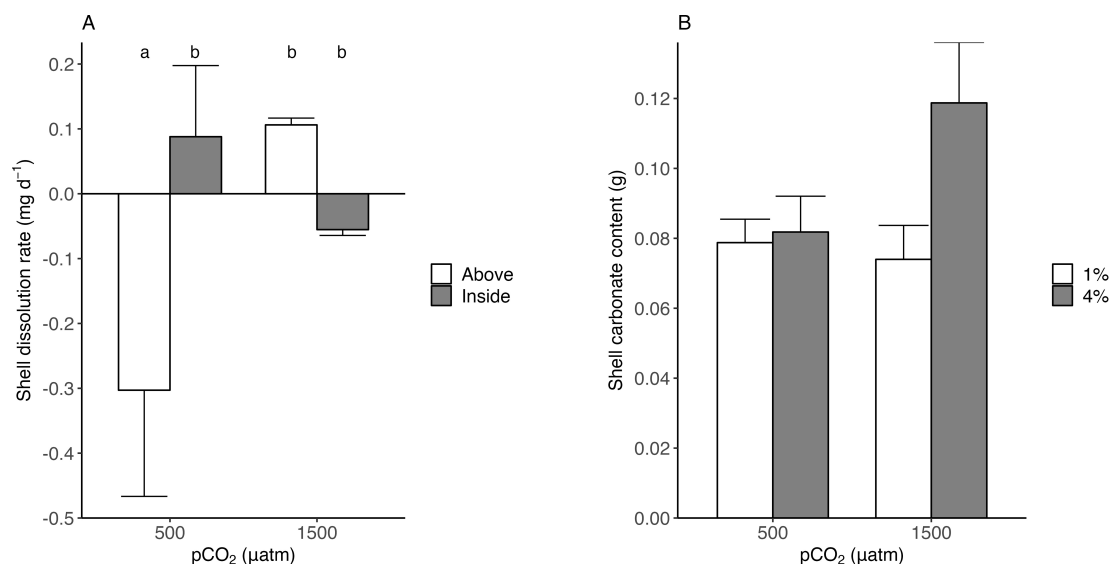 A
a b b b
0.2
0.1
0.0
-0.1
-0.2
-0.3
-0.4
-0.5
Shell dissolution rate (mg d⁻¹)
500 1500
pCO₂ (µatm)
Above
Inside
B
0.12
0.10
0.08
0.06
0.04
0.02
0.00
Shell carbonate content (g)
500 1500
pCO₂ (µatm)
1%
4%